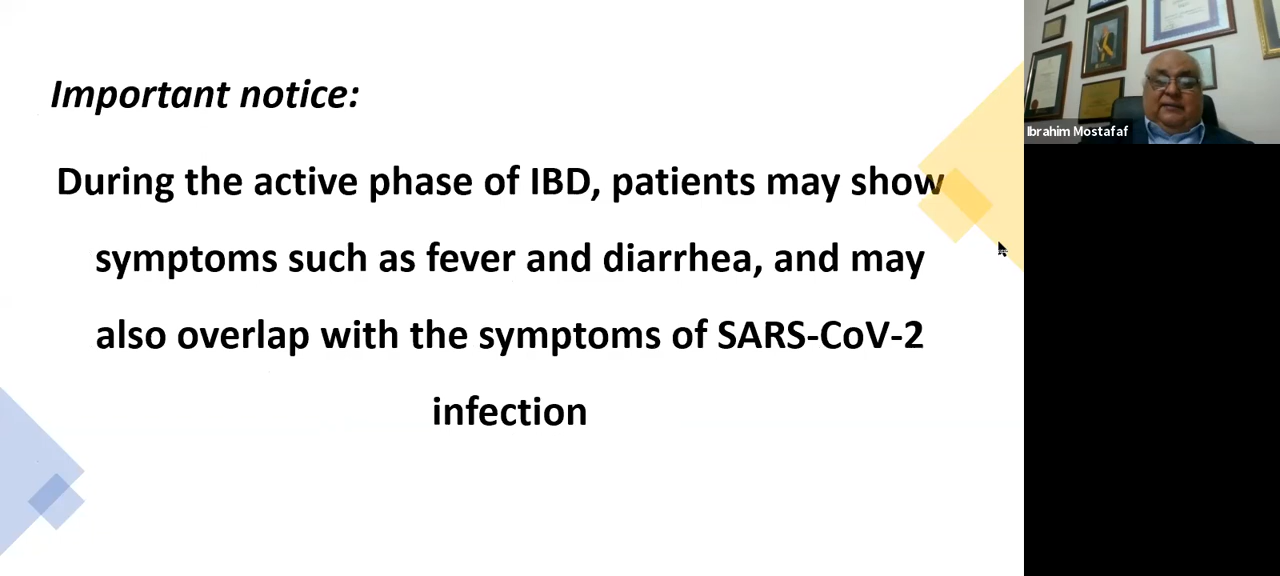 Important notice:
During the active phase of IBD, patients may show
symptoms such as fever and diarrhea, and may
also overlap with the symptoms of SARS-CoV-2
infection
Ibrahim Mostafaf